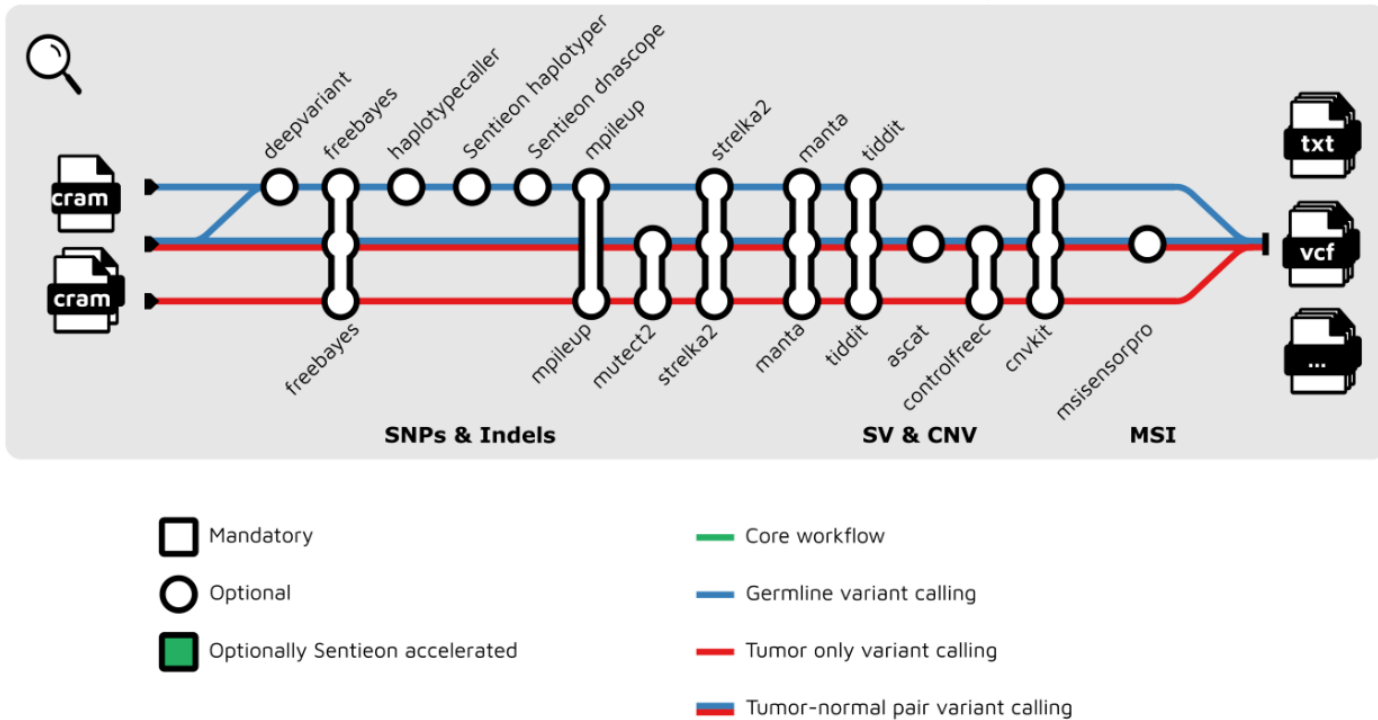 deepvariant
freebayes
haplotypecaller
Sentieon haplotyper
Sentieon dnascope
mpileup
strelka2
manta
tiddit
cram
cram
txt
vcf
...
freebayes
mpileup
mutect2
strelka2
manta
tiddit
ascat
controlfreec
cnvkit
msisensorpro
SNPs & Indels
SV & CNV
MSI
Mandatory
Optional
Optionally Sentieon accelerated
Core workflow
Germline variant calling
Tumor only variant calling
Tumor-normal pair variant calling